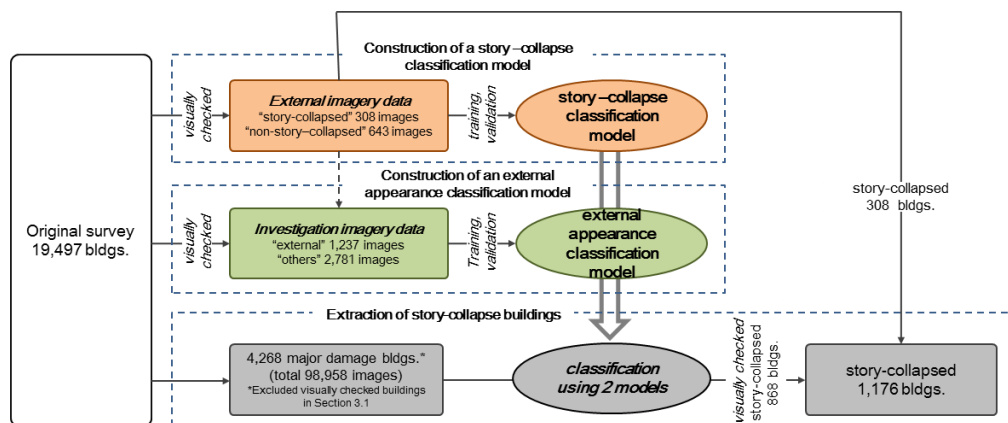 Construction of a story–collapse
classification model
Original survey
19,497 bldgs.
visually
checked
External imagery data
“story-collapsed” 308 images
“non-story–collapsed” 643 images
training,
validation
story–collapse
classification
model
Construction of an external
appearance classification model
visually
checked
Investigation imagery data
“external” 1,237 images
“others” 2,781 images
Training,
validation
external
appearance
classification
model
story-collapsed
308 bldgs.
Extraction of story-collapse buildings
4,268 major damage bldgs.*
(total 98,958 images)
*Excluded visually checked buildings
in Section 3.1
classification
using 2 models
visually checked
story-collapsed
868 bldgs.
story-collapsed
1,176 bldgs.